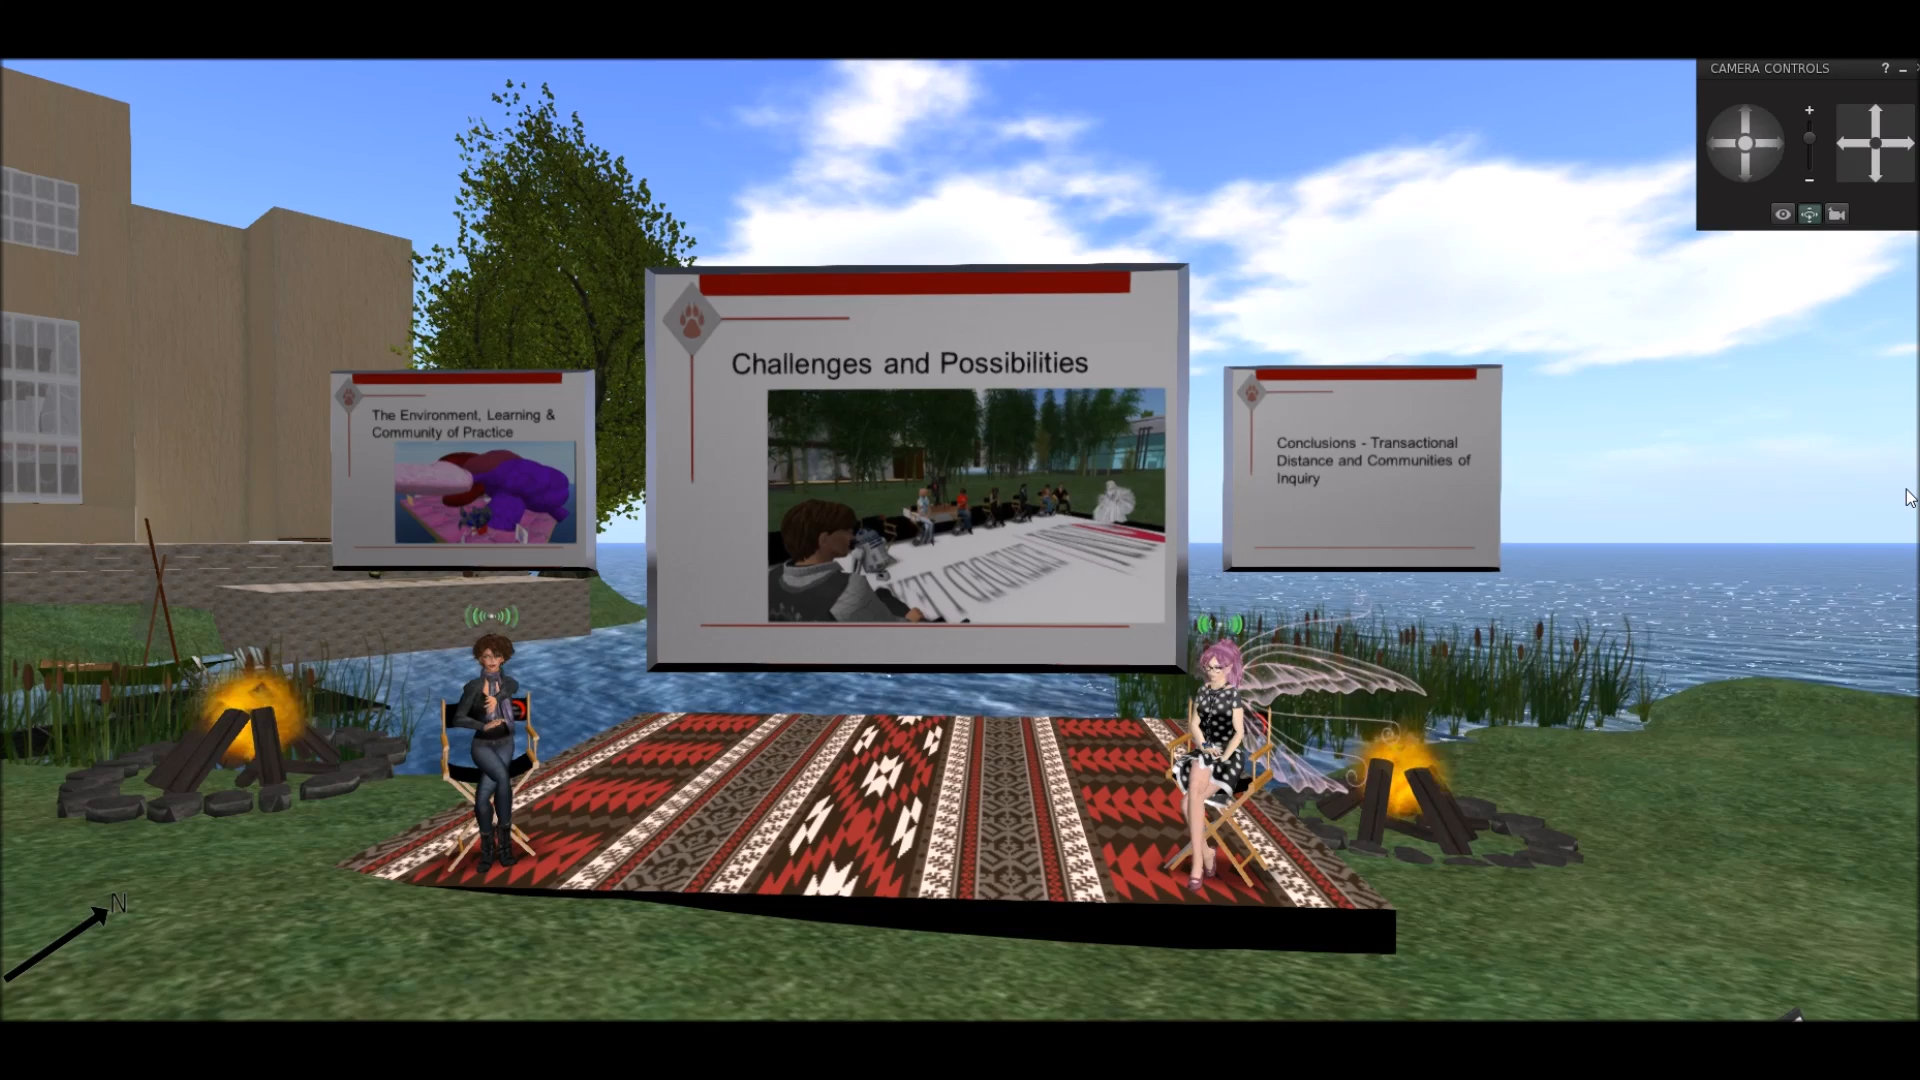 CAMERA CONTROLS ? –
Challenges and Possibilities
The Environment, Learning &
Community of Practice
Conclusions - Transactional
Distance and Communities of
Inquiry
N